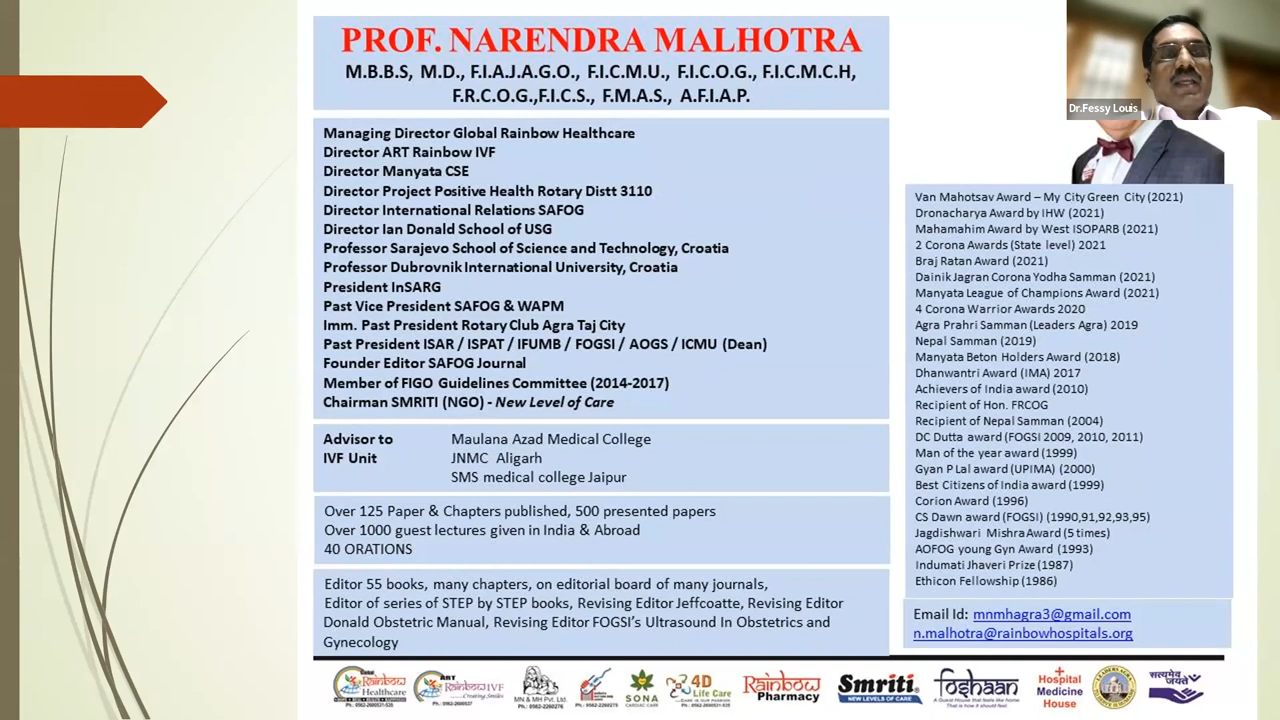 PROF. NARENDRA MALHOTRA
M.B.B.S, M.D., F.I.A.J.A.G.O., F.I.C.M.U., F.I.C.O.G., F.I.C.M.C.H,
F.R.C.O.G.,F.I.C.S., F.M.A.S., A.F.I.A.P.
Managing Director Global Rainbow Healthcare
Director ART Rainbow IVF
Director Manyata CSE
Director Project Positive Health Rotary Distt 3110
Director International Relations SAFOG
Director Ian Donald School of USG
Professor Sarajevo School of Science and Technology, Croatia
Professor Dubrovnik International University, Croatia
President InSARG
Past Vice President SAFOG & WAPM
Imm. Past President Rotary Club Agra Taj City
Past President ISAR / ISPAT / IFUMB / FOGSI / AOGS / ICMU (Dean)
Founder Editor SAFOG Journal
Member of FIGO Guidelines Committee (2014-2017)
Chairman SMRITI (NGO) - New Level of Care
Advisor to Maulana Azad Medical College
IVF Unit JNMC Aligarh
SMS medical college Jaipur
Over 125 Paper & Chapters published, 500 presented papers
Over 1000 guest lectures given in India & Abroad
40 ORATIONS
Editor 55 books, many chapters, on editorial board of many journals,
Editor of series of STEP by STEP books, Revising Editor Jeffcoatte, Revising Editor
Donald Obstetric Manual, Revising Editor FOGSI's Ultrasound In Obstetrics and
Gynecology
Dr.Fessy Louis
Van Mahotsav Award – My City Green City (2021)
Dronacharya Award by IHW (2021)
Mahamahim Award by West ISOPARB (2021)
2 Corona Awards (State level) 2021
Braj Ratan Award (2021)
Dainik Jagran Corona Yodha Samman (2021)
Manyata League of Champions Award (2021)
4 Corona Warrior Awards 2020
Agra Prahri Samman (Leaders Agra) 2019
Nepal Samman (2019)
Manyata Beton Holders Award (2018)
Dhanwantri Award (IMA) 2017
Achievers of India award (2010)
Recipient of Hon. FRCOG
Recipient of Nepal Samman (2004)
DC Dutta award (FOGSI 2009, 2010, 2011)
Man of the year award (1999)
Gyan P Lal award (UPIMA) (2000)
Best Citizens of India award (1999)
Corion Award (1996)
CS Dawn award (FOGSI) (1990,91,92,93,95)
Jagdishwari Mishra Award (5 times)
AOFOG young Gyn Award (1993)
Indumati Jhaveri Prize (1987)
Ethicon Fellowship (1986)
Email Id: mnmhagra3@gmail.com
n.malhotra@rainbowhospitals.org
Rainbow Healthcare
ART Rainbow IVF
Creating Smiles
MN & MH Pvt. Ltd.
SONA
4D Life Care
Rainbow Pharmacy
Smriti
NEW LEVELS OF CARE
foshaan
Hospital Medicine House
सत्यमेव जयते